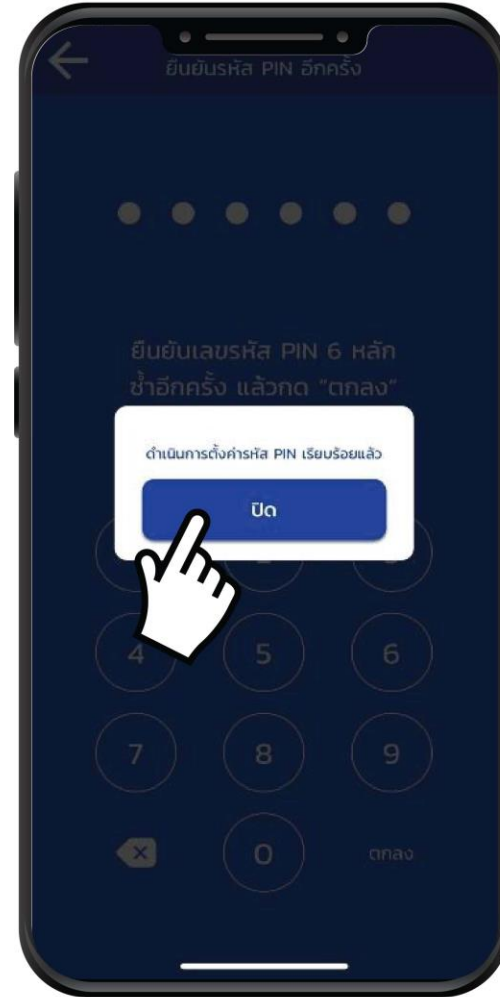 ยืนยันรหัส PIN อีกครั้ง
ยืนยันเลขรหัส PIN 6 หลัก
ซ้ำอีกครั้ง แล้วกด “ตกลง”
ดำเนินการตั้งค่ารหัส PIN เรียบร้อยแล้ว
ปิด
4 5 6
7 8 9
0 ตกลง